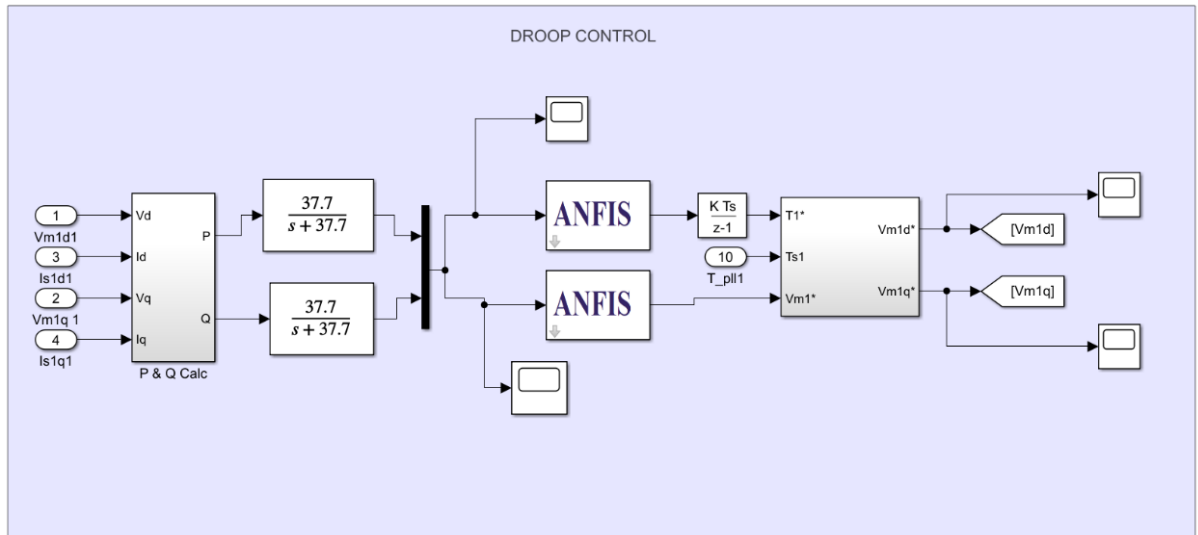 DROOP CONTROL
1
Vm1d1
3
Is1d1
2
Vm1q 1
4
Is1q1
Vd
Id
Vq
Iq
P
Q
P & Q Calc
37.7
s + 37.7
37.7
s + 37.7
ANFIS
ANFIS
K Ts
z-1
10
T_pll1
T1*
Ts1
Vm1*
Vm1d*
Vm1q*
[Vm1d]
[Vm1q]